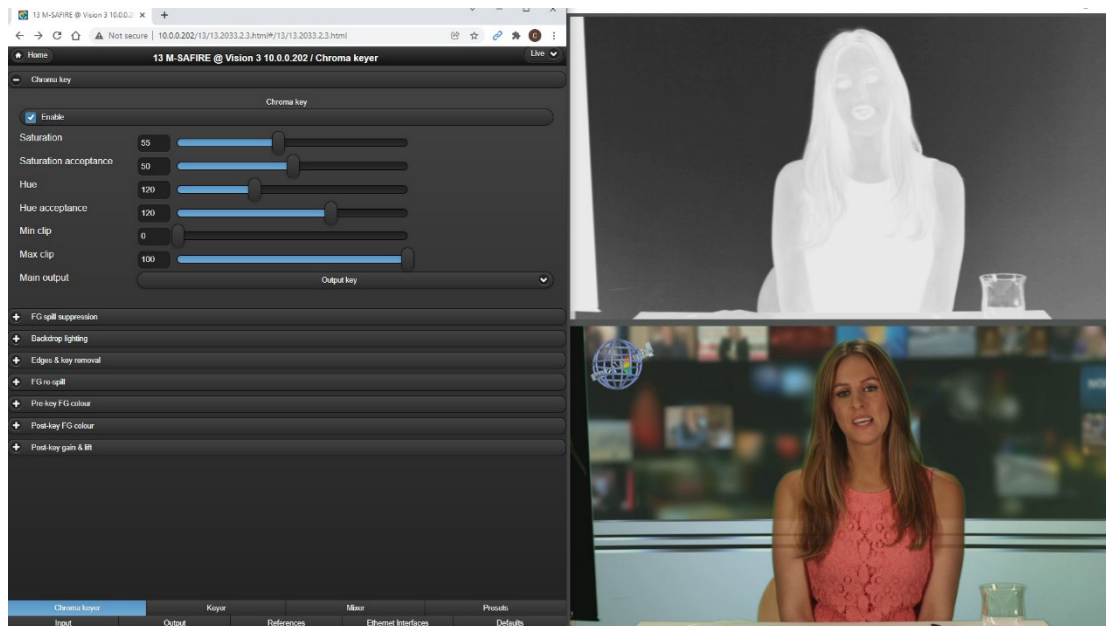 13 M-SAFIRE @ Vision 3 10.0.0.2
Not secure | 10.0.0.202/13/13.2033.2.3.html#/13/13.2033.2.3.html
Home
13 M-SAFIRE @ Vision 3 10.0.0.202 / Chroma keyer
Live
Chroma key
Chroma key
Enable
Saturation 55
Saturation acceptance 50
Hue 120
Hue acceptance 120
Min clip 0
Max clip 100
Main output Output key
FG spill suppression
Backdrop lighting
Edges & key removal
FG re-spill
Pre-key FG colour
Post-key FG colour
Post-key gain & lift
Chroma keyer Keyer Mixer Presets
Input Output References Ethernet Interfaces Defaults